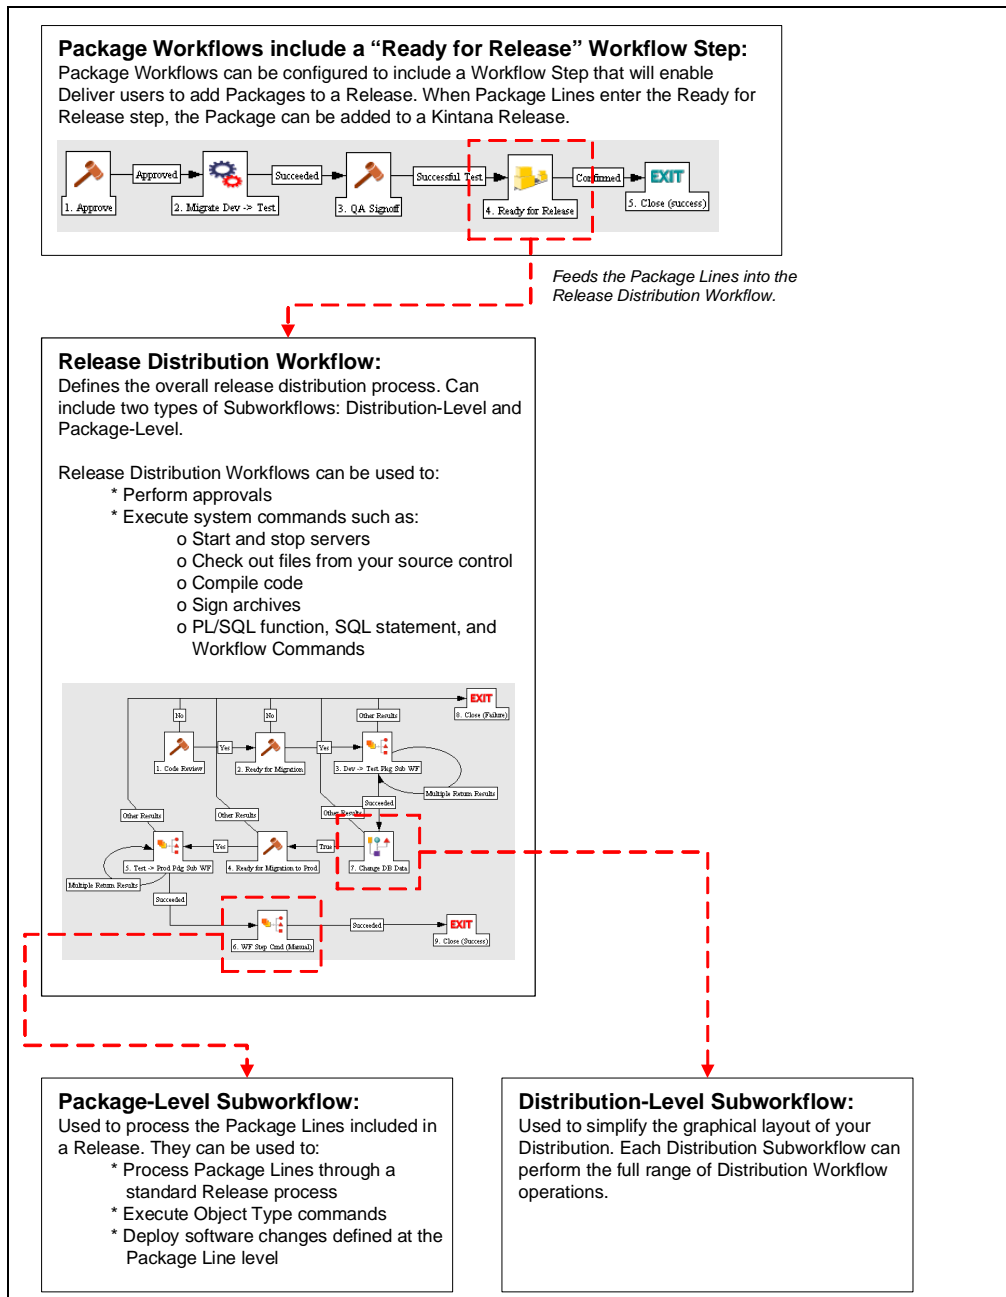 Package Workflows include a “Ready for Release” Workflow Step:
Package Workflows can be configured to include a Workflow Step that will enable
Deliver users to add Packages to a Release. When Package Lines enter the Ready for
Release step, the Package can be added to a Kintana Release.
Approved
Succeeded
Successful Test
Confirmed
EXIT
1. Approve
2. Migrate Dev -> Test
3. QA Signoff
4. Ready for Release
5. Close (success)
Feeds the Package Lines into the
Release Distribution Workflow.
Release Distribution Workflow:
Defines the overall release distribution process. Can
include two types of Subworkflows: Distribution-Level and
Package-Level.
Release Distribution Workflows can be used to:
* Perform approvals
* Execute system commands such as:
o Start and stop servers
o Check out files from your source control
o Compile code
o Sign archives
o PL/SQL function, SQL statement, and
Workflow Commands
EXIT
8. Close (Failure)
No
No
Other Results
Yes
Yes
1. Code Review
2. Ready for Migration
3. Dev -> Test Pkg Sub WF
Multiple Return Results
Succeeded
Other Results
Other Results
Other Results
Yes
True
5. Test -> Prod Pdg Sub WF
4. Ready for Migration to Prod
7. Change DB Data
Multiple Return Results
Succeeded
Succeeded
EXIT
6. WF Step Cmd (Manual)
9. Close (Success)
Package-Level Subworkflow:
Used to process the Package Lines included in
a Release. They can be used to:
* Process Package Lines through a
standard Release process
* Execute Object Type commands
* Deploy software changes defined at the
Package Line level
Distribution-Level Subworkflow:
Used to simplify the graphical layout of your
Distribution. Each Distribution Subworkflow can
perform the full range of Distribution Workflow
operations.